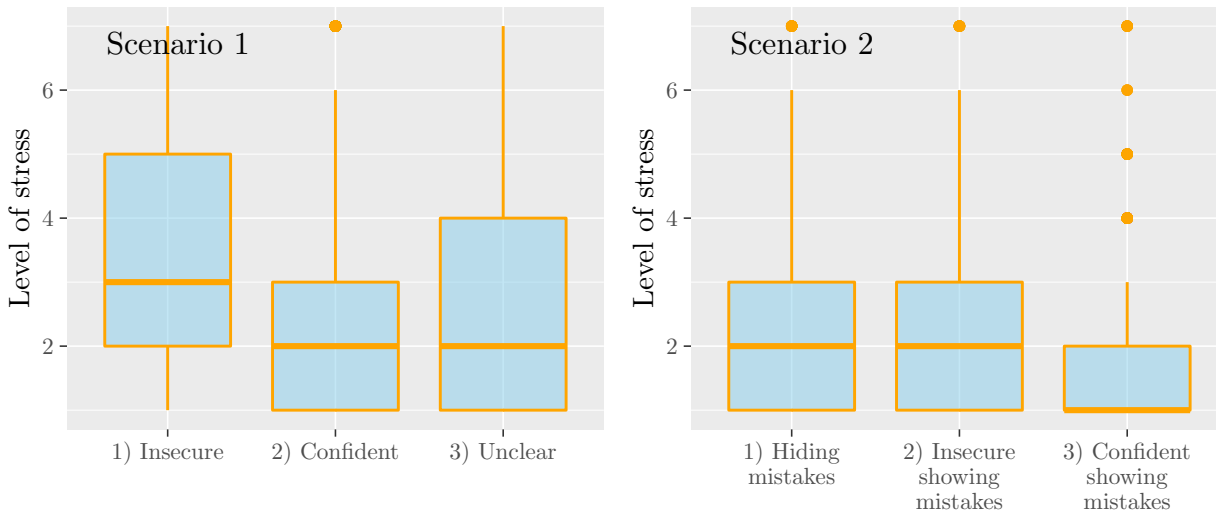 Scenario 1
Level of stress
6
4
2
1) Insecure
2) Confident
3) Unclear
Scenario 2
Level of stress
6
4
2
1) Hiding
mistakes
2) Insecure
showing
mistakes
3) Confident
showing
mistakes